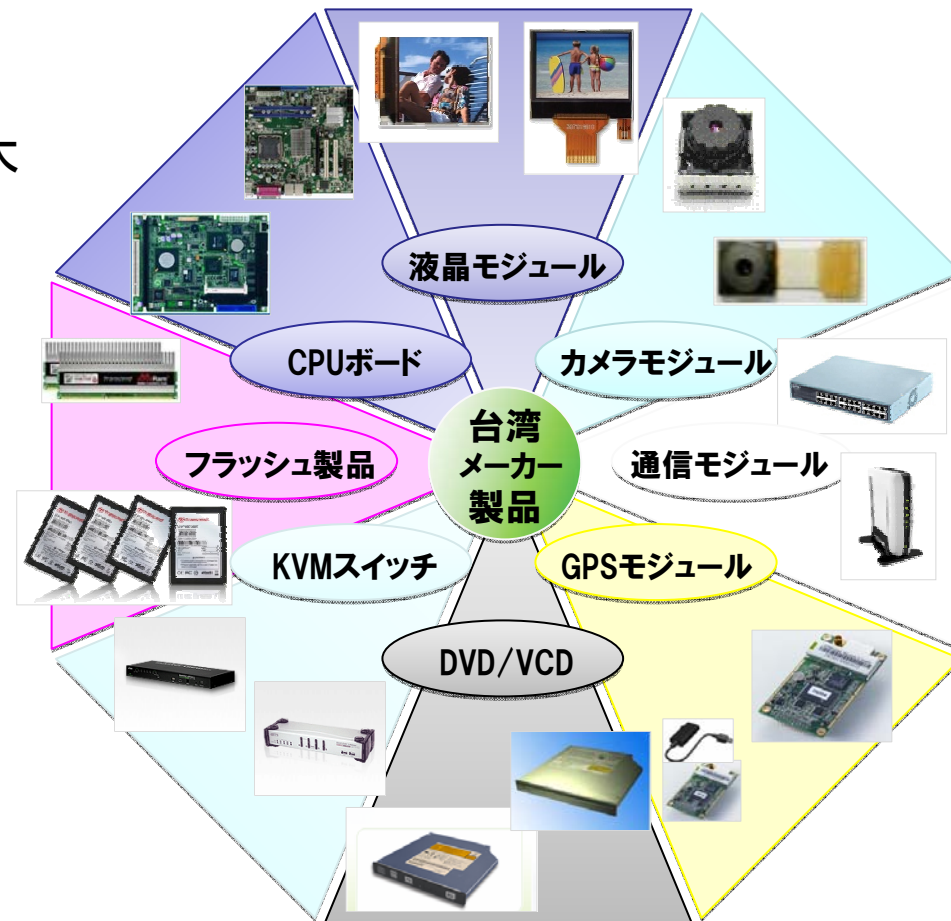 大
液晶モジュール
CPUボード
カメラモジュール
台湾
メーカー
製品
フラッシュ製品
通信モジュール
KVMスイッチ
GPSモジュール
DVD/VCD